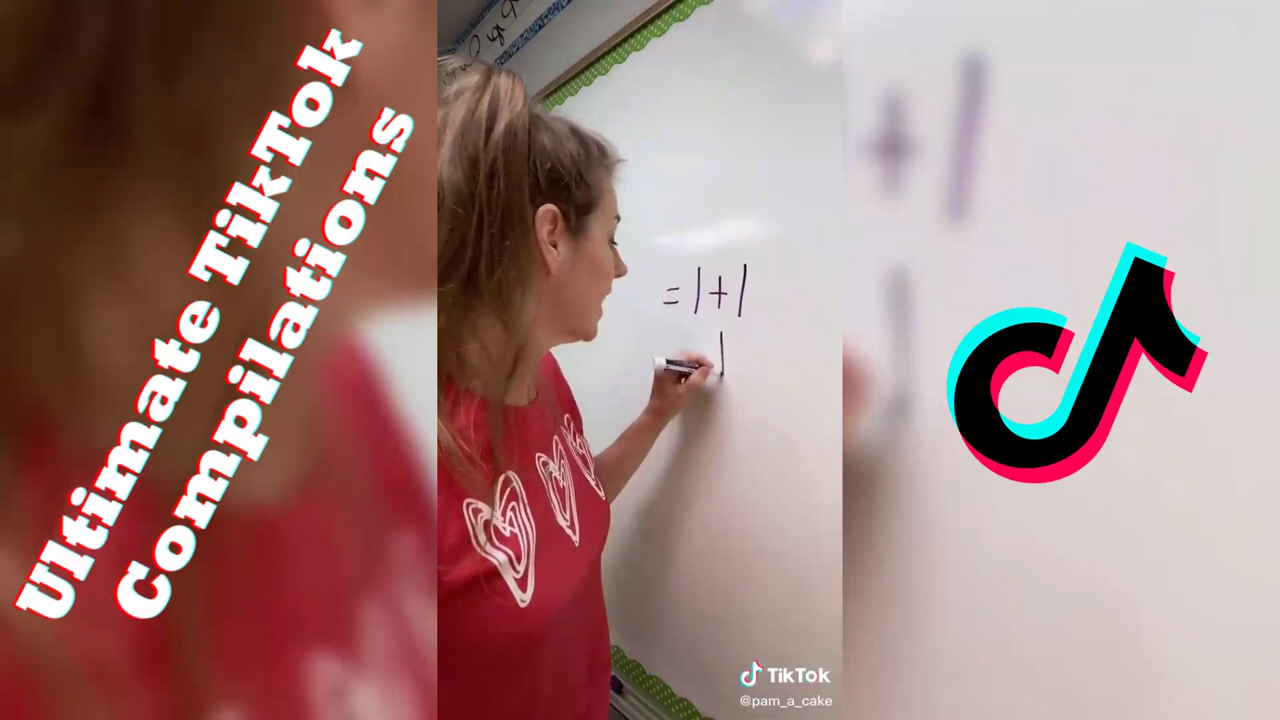 Ultimate TikTok
Compilations
= 1 + 1
1
TikTok
@pam_a_cake